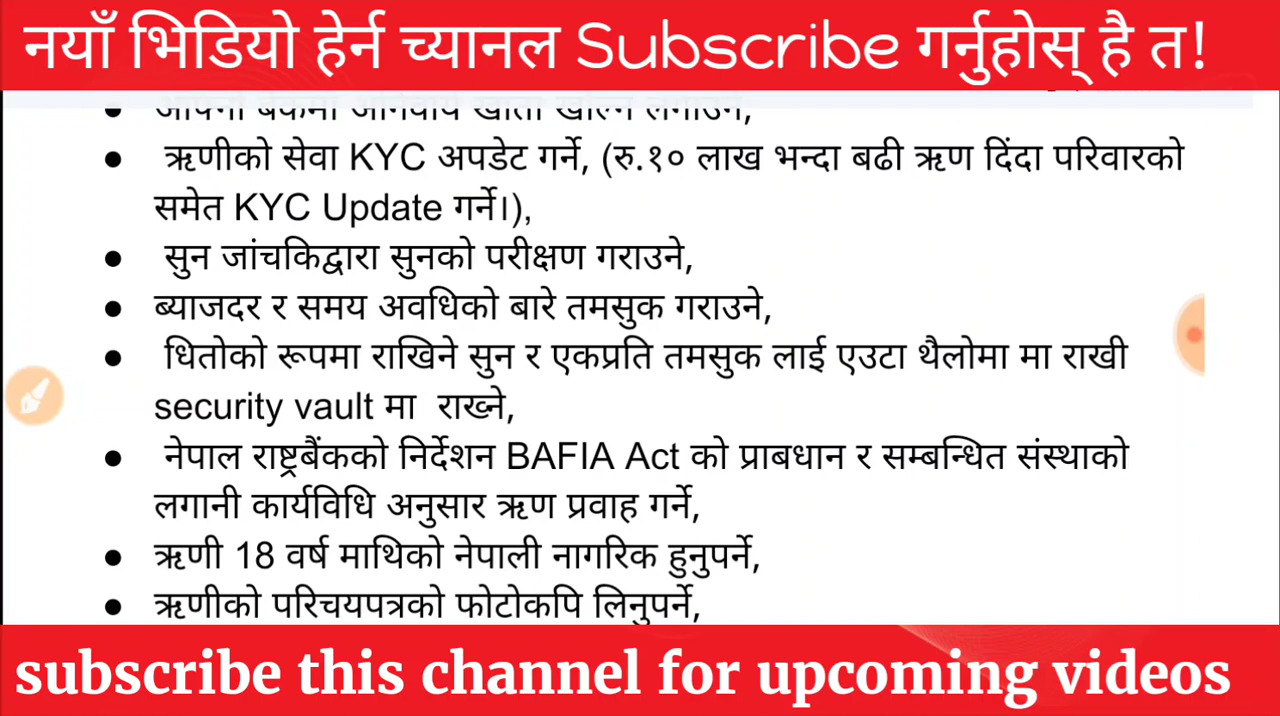 नयाँ भिडियो हेर्न च्यानल Subscribe गर्नुहोस् है त!
● ऋणीको सेवा KYC अपडेट गर्ने, (रु.१० लाख भन्दा बढी ऋण दिंदा परिवारको
समेत KYC Update गर्ने।),
● सुन जांचकिद्वारा सुनको परीक्षण गराउने,
● ब्याजदर र समय अवधिको बारे तमसुक गराउने,
● धितोको रूपमा राखिने सुन र एकप्रति तमसुक लाई एउटा थैलोमा मा राखी
security vault मा राख्ने,
● नेपाल राष्ट्रबैंकको निर्देशन BAFIA Act को प्राबधान र सम्बन्धित संस्थाको
लगानी कार्यविधि अनुसार ऋण प्रवाह गर्ने,
● ऋणी 18 वर्ष माथिको नेपाली नागरिक हुनुपर्ने,
● ऋणीको परिचयपत्रको फोटोकपि लिनुपर्ने,
subscribe this channel for upcoming videos